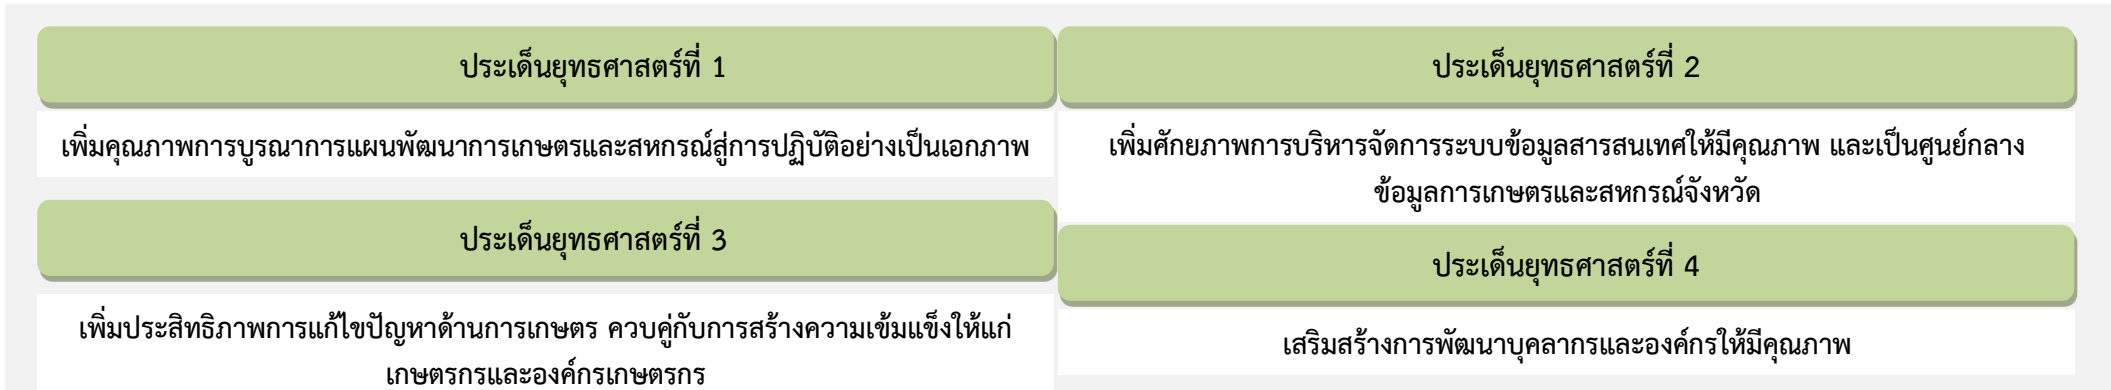 ประเด็นยุทธศาสตร์ที่ 1
เพิ่มคุณภาพการบูรณาการแผนพัฒนาการเกษตรและสหกรณ์สู่การปฏิบัติอย่างเป็นเอกภาพ
ประเด็นยุทธศาสตร์ที่ 2
เพิ่มศักยภาพการบริหารจัดการระบบข้อมูลสารสนเทศให้มีคุณภาพ และเป็นศูนย์กลาง
ข้อมูลการเกษตรและสหกรณ์จังหวัด
ประเด็นยุทธศาสตร์ที่ 3
เพิ่มประสิทธิภาพการแก้ไขปัญหาด้านการเกษตร ควบคู่กับการสร้างความเข้มแข็งให้แก่
เกษตรกรและองค์กรเกษตรกร
ประเด็นยุทธศาสตร์ที่ 4
เสริมสร้างการพัฒนาบุคลากรและองค์กรให้มีคุณภาพ